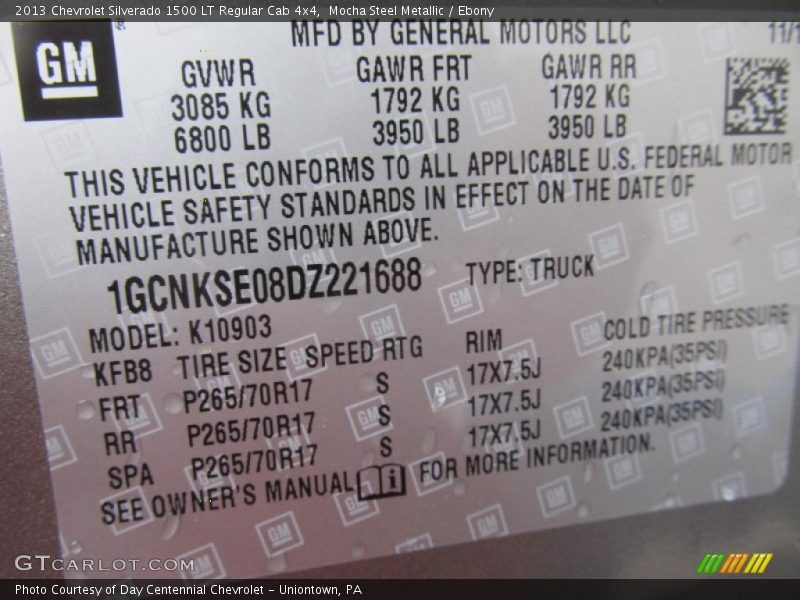 2013 Chevrolet Silverado 1500 LT Regular Cab 4x4,  Mocha Steel Metallic / Ebony
MFD BY GENERAL MOTORS LLC
GM
GVWR GAWR FRT GAWR RR
3085 KG 1792 KG 1792 KG
6800 LB 3950 LB 3950 LB
THIS VEHICLE CONFORMS TO ALL APPLICABLE U.S. FEDERAL MOTOR
VEHICLE SAFETY STANDARDS IN EFFECT ON THE DATE OF
MANUFACTURE SHOWN ABOVE.
1GCNKSE08DZ221688 TYPE: TRUCK
MODEL: K10903
KFB8 TIRE SIZE SPEED RTG RIM COLD TIRE PRESSURE
FRT P265/70R17 S 17X7.5J 240KPA(35PSI)
RR P265/70R17 S 17X7.5J 240KPA(35PSI)
SPA P265/70R17 S 17X7.5J 240KPA(35PSI)
SEE OWNER'S MANUAL FOR MORE INFORMATION.
GTcarlot.com
Photo Courtesy of Day Centennial Chevrolet – Uniontown, PA